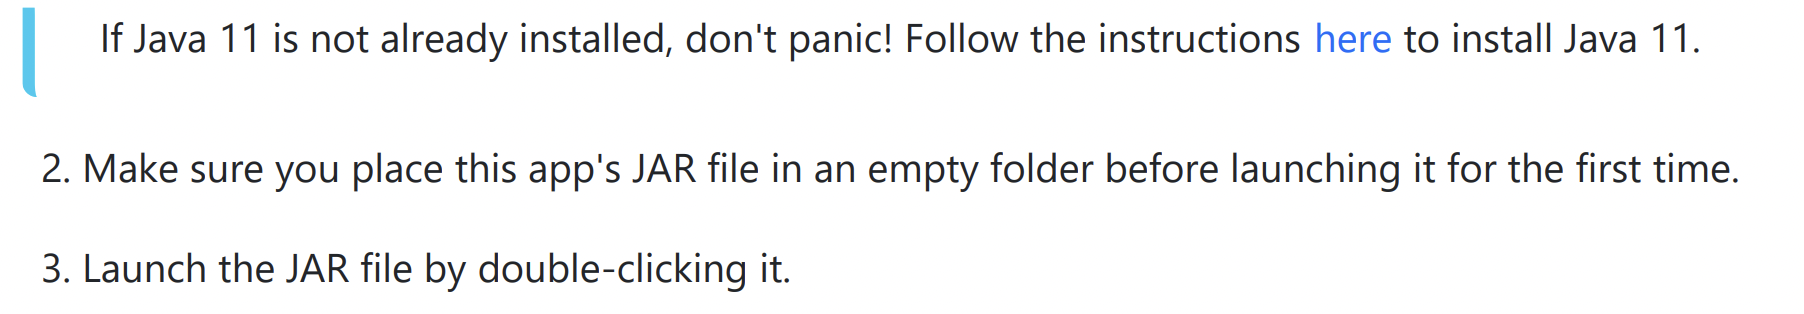 If Java 11 is not already installed, don't panic! Follow the instructions here to install Java 11.
2. Make sure you place this app's JAR file in an empty folder before launching it for the first time.
3. Launch the JAR file by double-clicking it.